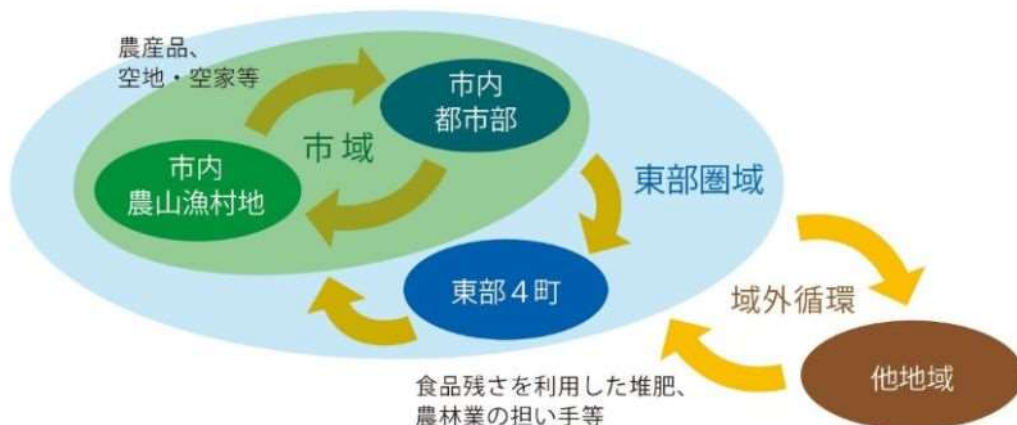 農産品、
空地・空家等
市内
都市部
市域
市内
農山漁村地
東部圏域
東部４町
域外循環
他地域
食品残さを利用した堆肥、
農林業の担い手等